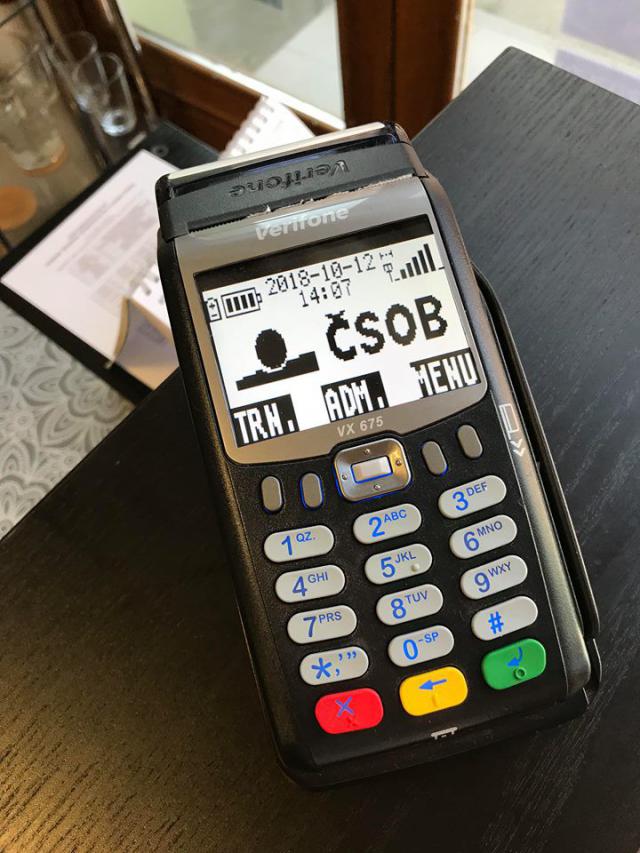 Verifone
Verifone
2018-10-12
14:07
ČSOB
TRN. ADM. MENU
VX 675
1 QZ. 2 ABC 3 DEF
4 GHI 5 JKL 6 MNO
7 PRS 8 TUV 9 WXY
*,'" 0-SP #
X ← O